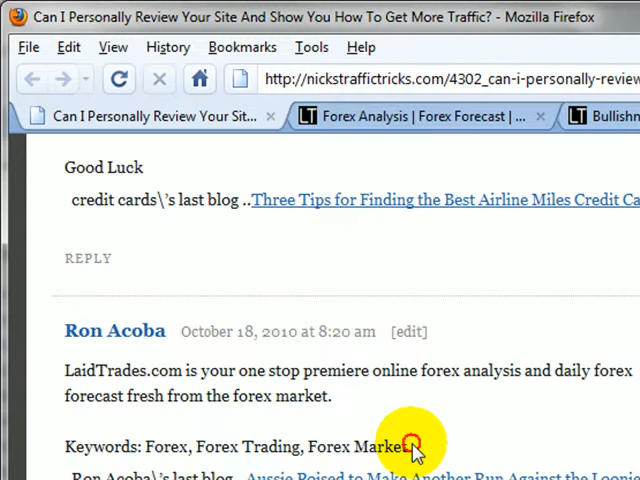 Can I Personally Review Your Site And Show You How To Get More Traffic? - Mozilla Firefox
File Edit View History Bookmarks Tools Help
http://nickstraffictricks.com/4302_can-i-personally-review
Can I Personally Review Your Sit... × LT Forex Analysis | Forex Forecast | ... × LT Bullishn
Good Luck
credit cards\'s last blog ..Three Tips for Finding the Best Airline Miles Credit Ca
REPLY
Ron Acoba October 18, 2010 at 8:20 am [edit]
LaidTrades.com is your one stop premiere online forex analysis and daily forex
forecast fresh from the forex market.
Keywords: Forex, Forex Trading, Forex Market
Ron Acoba\'s last blog ..Aussie Poised to Make Another Run Against the Loonie